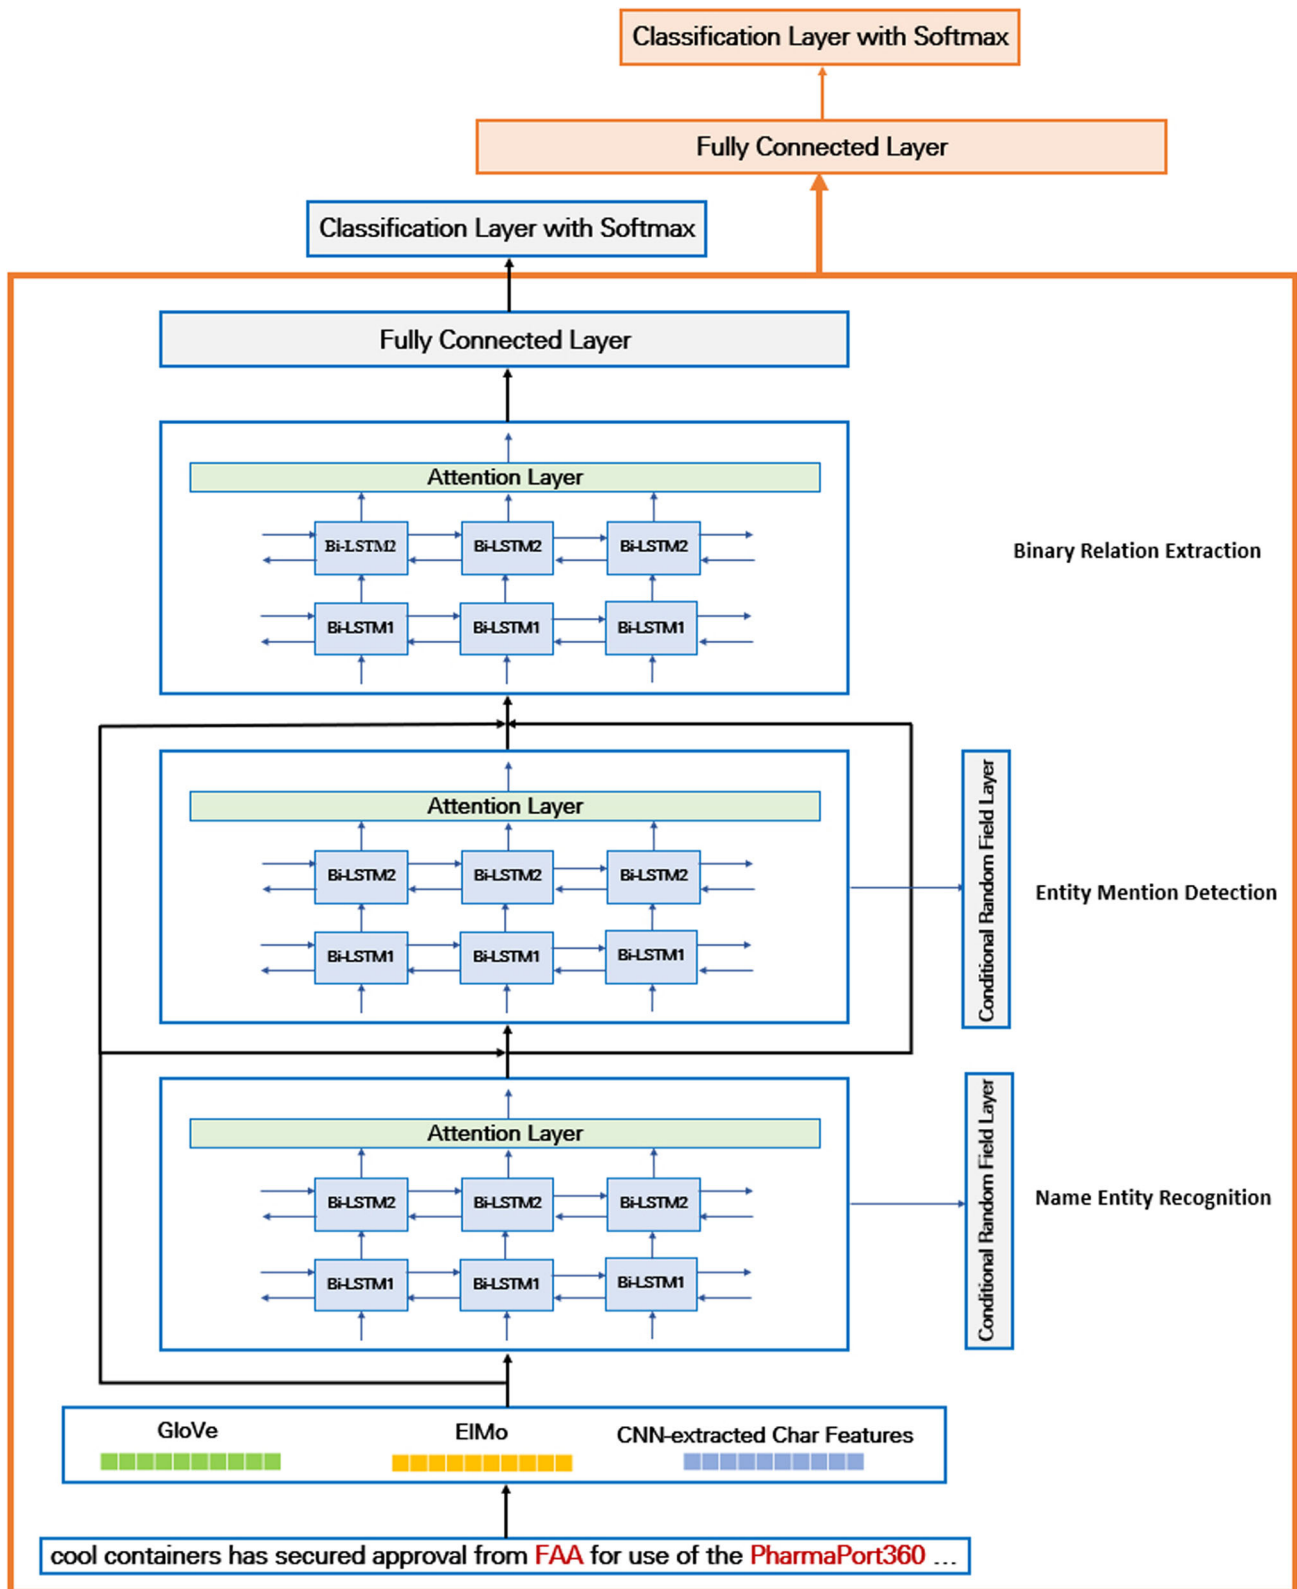 Classification Layer with Softmax
Fully Connected Layer
Classification Layer with Softmax
Fully Connected Layer
Attention Layer
Bi-LSTM2 Bi-LSTM2 Bi-LSTM2
Binary Relation Extraction
Bi-LSTM1 Bi-LSTM1 Bi-LSTM1
Attention Layer
Bi-LSTM2 Bi-LSTM2 Bi-LSTM2
Conditional Random Field Layer
Entity Mention Detection
Bi-LSTM1 Bi-LSTM1 Bi-LSTM1
Attention Layer
Bi-LSTM2 Bi-LSTM2 Bi-LSTM2
Conditional Random Field Layer
Name Entity Recognition
Bi-LSTM1 Bi-LSTM1 Bi-LSTM1
GloVe ElMo CNN-extracted Char Features
cool containers has secured approval from FAA for use of the PharmaPort360 ...